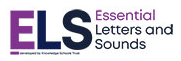 ELS
Essential
Letters and
Sounds
Developed by Knowledge Schools Trust